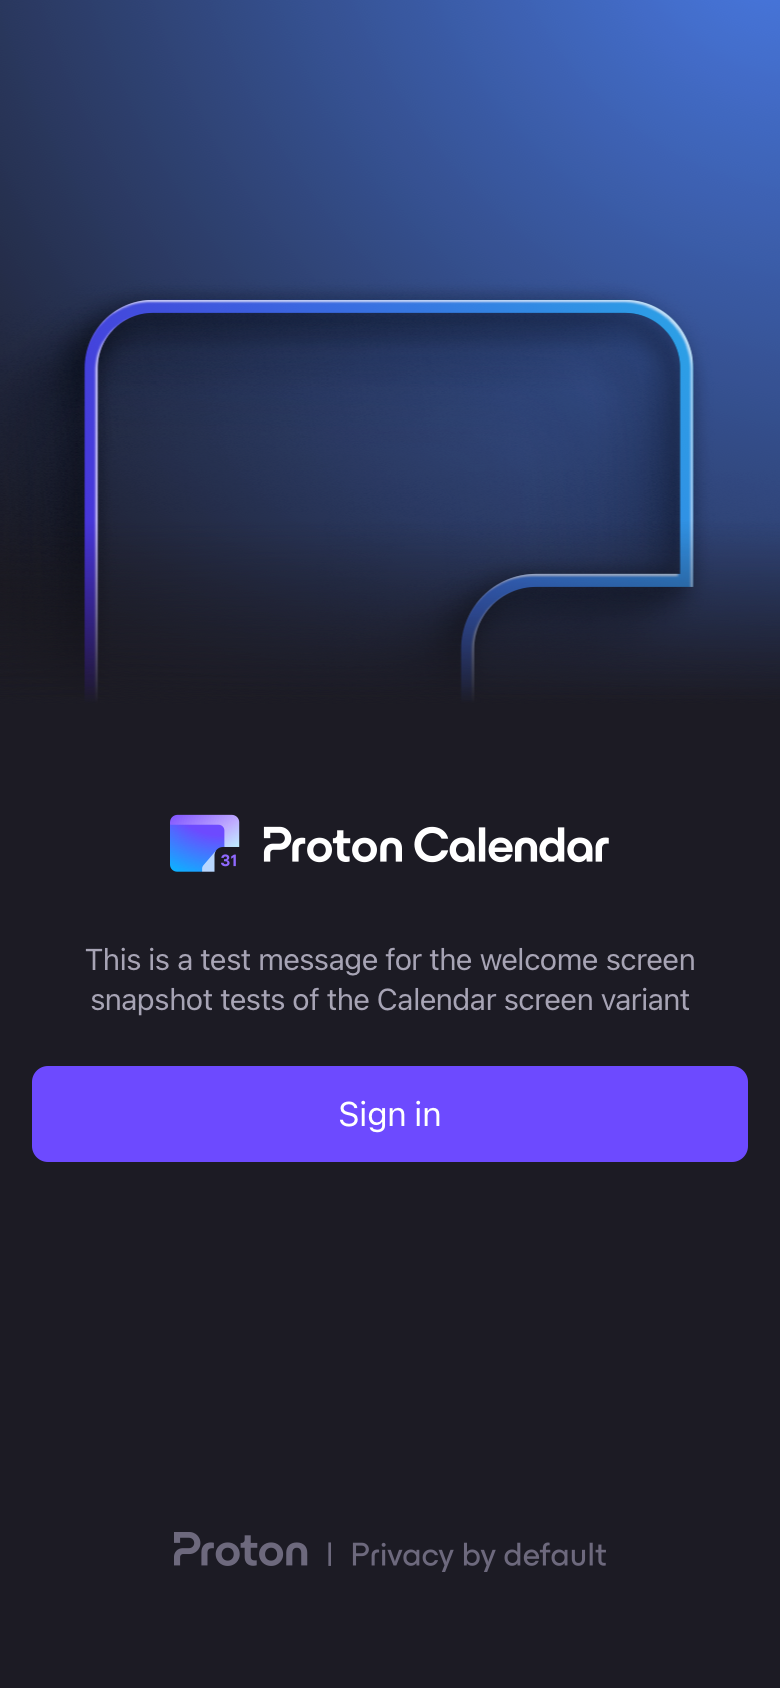 31
Proton Calendar
This is a test message for the welcome screen
snapshot tests of the Calendar screen variant
Sign in
Proton | Privacy by default